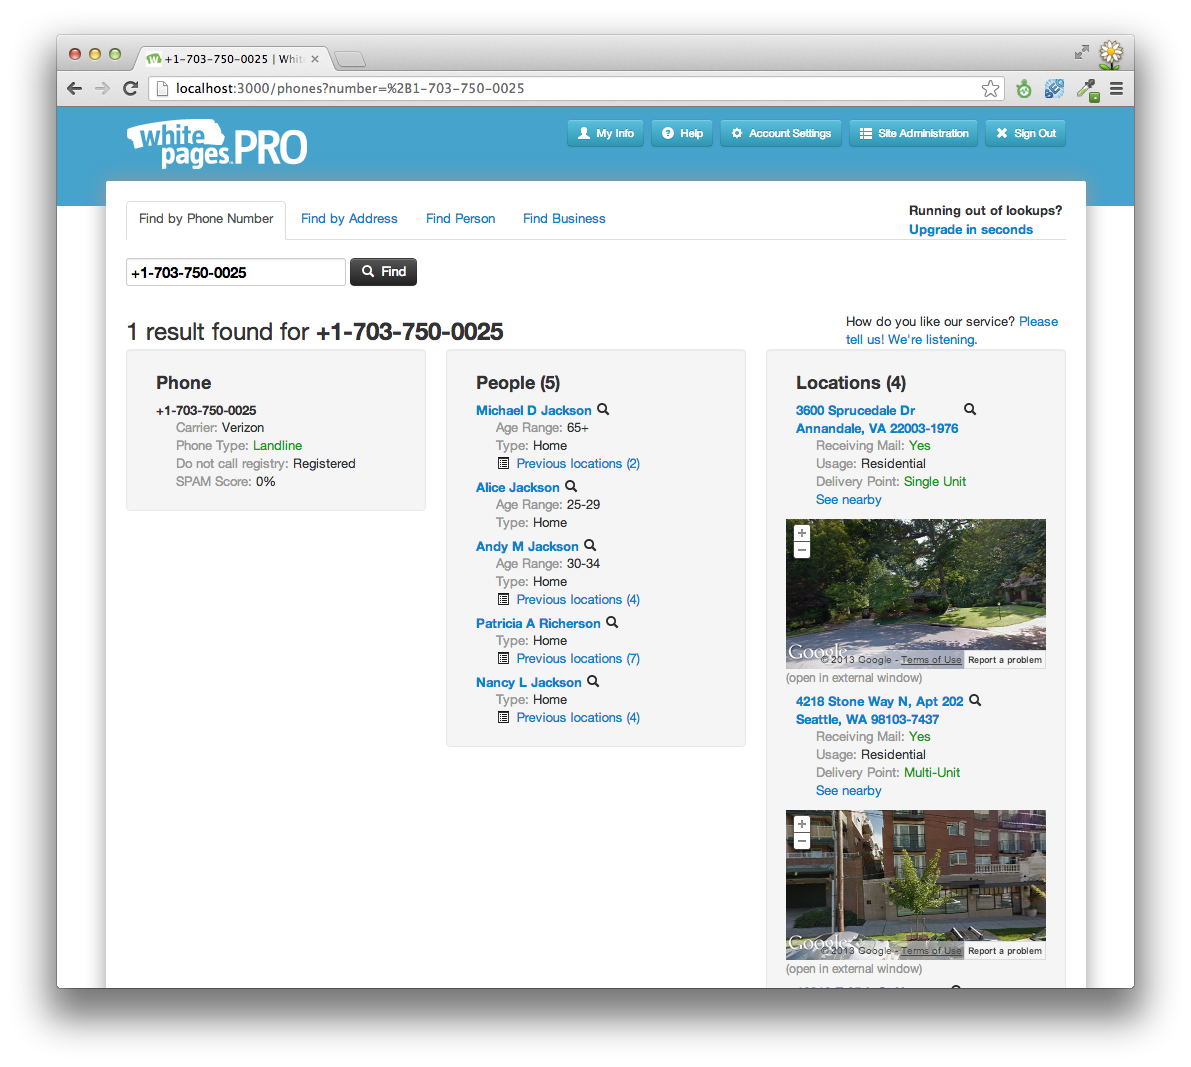 +1-703-750-0025 | White
localhost:3000/phones?number=%2B1-703-750-0025
white pages.PRO
My Info
Help
Account Settings
Site Administration
Sign Out
Find by Phone Number
Find by Address
Find Person
Find Business
Running out of lookups?
Upgrade in seconds
+1-703-750-0025
Find
1 result found for +1-703-750-0025
How do you like our service? Please
tell us! We're listening.
Phone
+1-703-750-0025
Carrier: Verizon
Phone Type: Landline
Do not call registry: Registered
SPAM Score: 0%
People (5)
Michael D Jackson
Age Range: 65+
Type: Home
Previous locations (2)
Alice Jackson
Age Range: 25-29
Type: Home
Andy M Jackson
Age Range: 30-34
Type: Home
Previous locations (4)
Patricia A Richerson
Type: Home
Previous locations (7)
Nancy L Jackson
Type: Home
Previous locations (4)
Locations (4)
3600 Sprucedale Dr
Annandale, VA 22003-1976
Receiving Mail: Yes
Usage: Residential
Delivery Point: Single Unit
See nearby
Google
© 2013 Google - Terms of Use
Report a problem
(open in external window)
4218 Stone Way N, Apt 202
Seattle, WA 98103-7437
Receiving Mail: Yes
Usage: Residential
Delivery Point: Multi-Unit
See nearby
Google
© 2013 Google - Terms of Use
Report a problem
(open in external window)